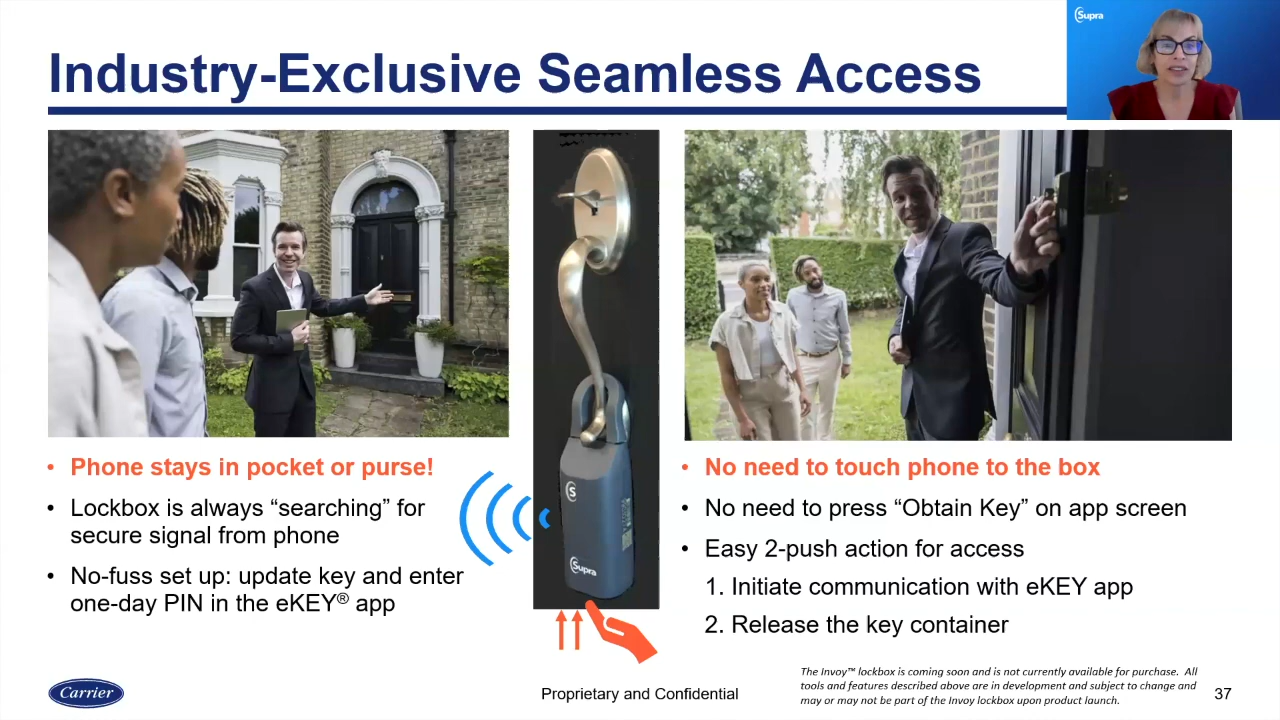 Supra
Industry-Exclusive Seamless Access
• Phone stays in pocket or purse!
• Lockbox is always “searching” for
secure signal from phone
• No-fuss set up: update key and enter
one-day PIN in the eKEY® app
S
Supra
• No need to touch phone to the box
• No need to press “Obtain Key” on app screen
• Easy 2-push action for access
1. Initiate communication with eKEY app
2. Release the key container
Carrier
Proprietary and Confidential
The Invoy™ lockbox is coming soon and is not currently available for purchase. All
tools and features described above are in development and subject to change and
may or may not be part of the Invoy lockbox upon product launch.
37